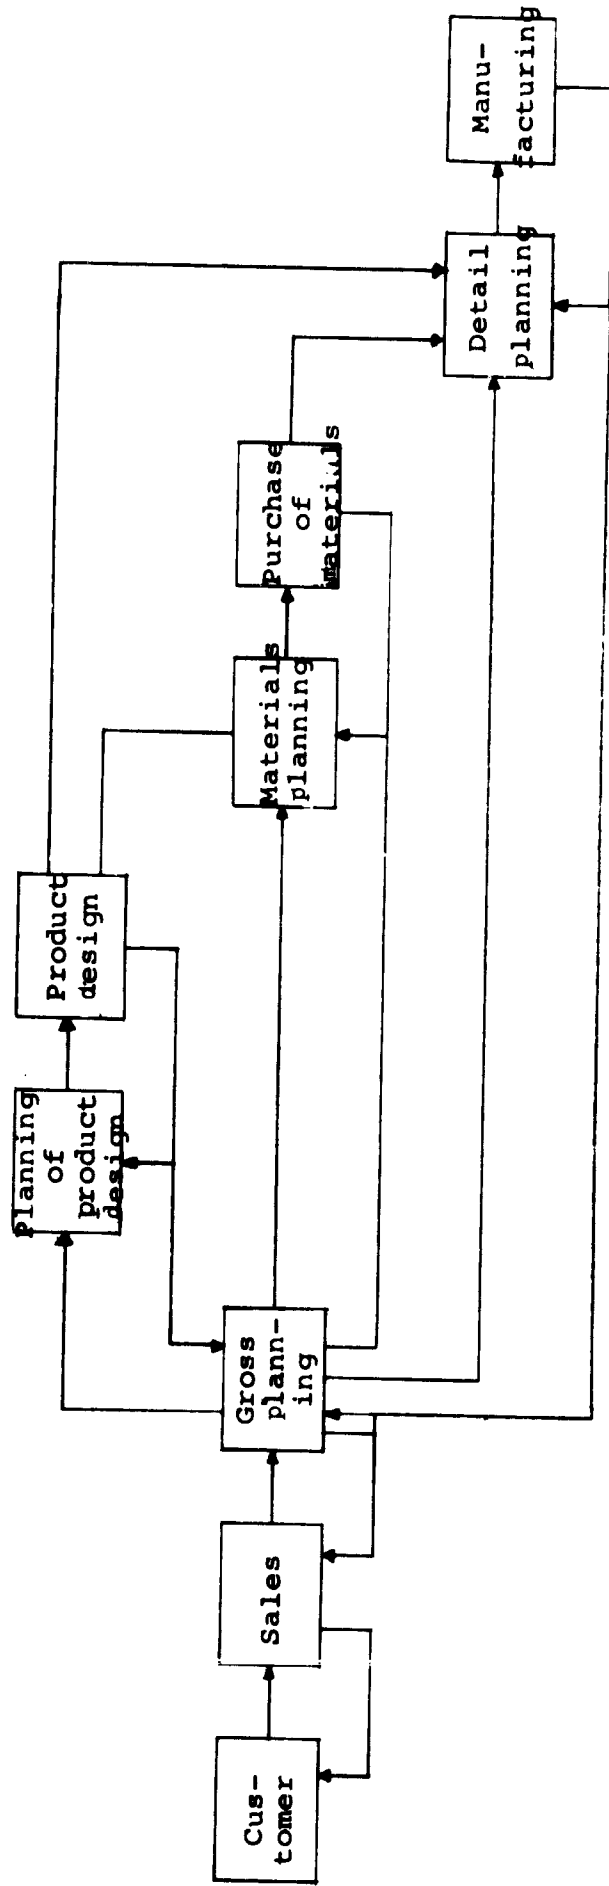 Cus-
tomer
Sales
Gross
plann-
ing
Planning
of
product
design
Product
design
Materials
planning
Purchase
of
materials
Detail
planning
Manu-
facturing